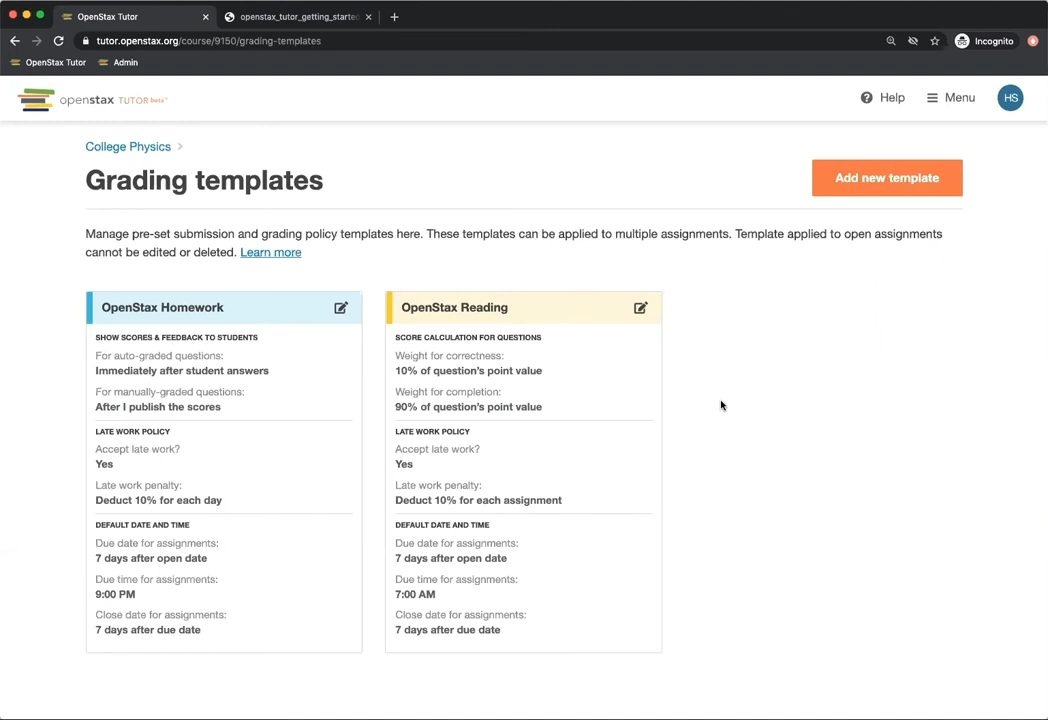 OpenStax Tutor
openstax_tutor_getting_started
tutor.openstax.org/course/9150/grading-templates
Incognito
OpenStax Tutor
Admin
openstax TUTOR beta
Help
Menu
HS
College Physics
Grading templates
Add new template
Manage pre-set submission and grading policy templates here. These templates can be applied to multiple assignments. Template applied to open assignments
cannot be edited or deleted. Learn more
OpenStax Homework
SHOW SCORES & FEEDBACK TO STUDENTS
For auto-graded questions:
Immediately after student answers
For manually-graded questions:
After I publish the scores
LATE WORK POLICY
Accept late work?
Yes
Late work penalty:
Deduct 10% for each day
DEFAULT DATE AND TIME
Due date for assignments:
7 days after open date
Due time for assignments:
9:00 PM
Close date for assignments:
7 days after due date
OpenStax Reading
SCORE CALCULATION FOR QUESTIONS
Weight for correctness:
10% of question's point value
Weight for completion:
90% of question's point value
LATE WORK POLICY
Accept late work?
Yes
Late work penalty:
Deduct 10% for each assignment
DEFAULT DATE AND TIME
Due date for assignments:
7 days after open date
Due time for assignments:
7:00 AM
Close date for assignments:
7 days after due date